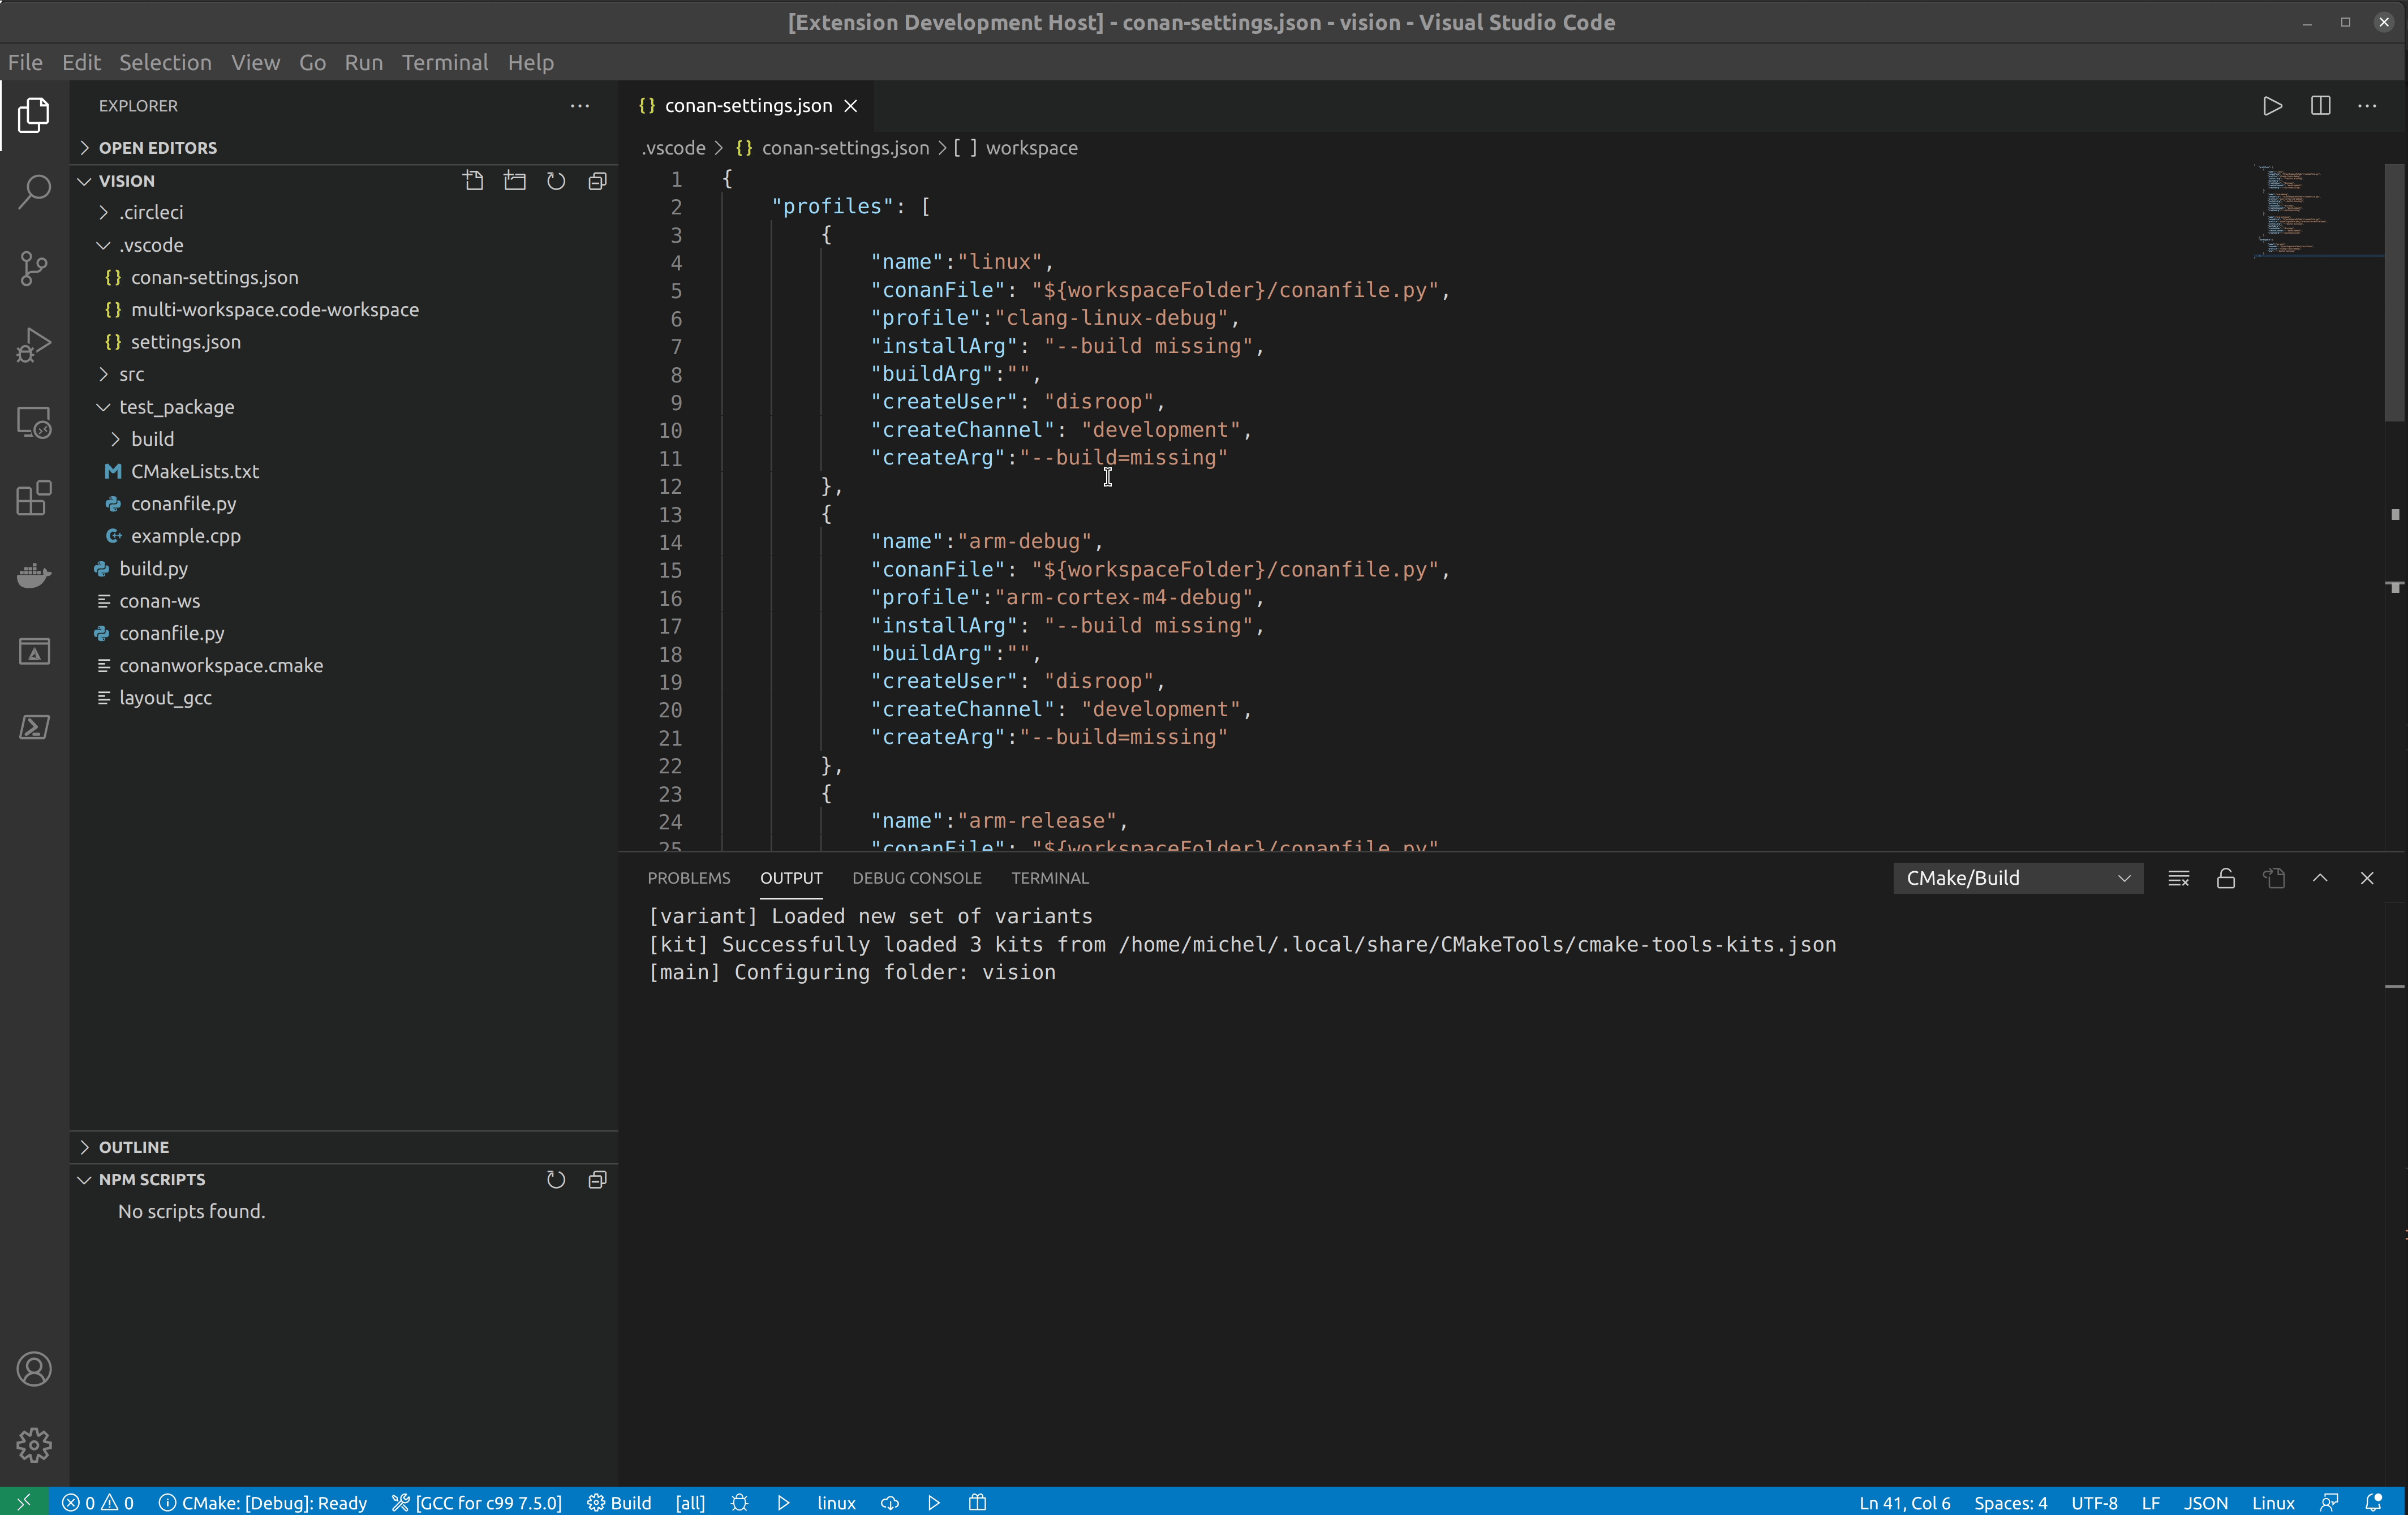 [Extension Development Host] - conan-settings.json - vision - Visual Studio Code
File Edit Selection View Go Run Terminal Help
EXPLORER
OPEN EDITORS
VISION
.circleci
.vscode
conan-settings.json
multi-workspace.code-workspace
settings.json
src
test_package
build
CMakeLists.txt
conanfile.py
example.cpp
build.py
conan-ws
conanfile.py
conanworkspace.cmake
layout_gcc
OUTLINE
NPM SCRIPTS
No scripts found.
{} conan-settings.json
.vscode > {} conan-settings.json > [ ] workspace
1 {
2 "profiles": [
3 {
4 "name":"linux",
5 "conanFile": "${workspaceFolder}/conanfile.py",
6 "profile":"clang-linux-debug",
7 "installArg": "--build missing",
8 "buildArg":"",
9 "createUser": "disroop",
10 "createChannel": "development",
11 "createArg":"--build=missing"
12 },
13 {
14 "name":"arm-debug",
15 "conanFile": "${workspaceFolder}/conanfile.py",
16 "profile":"arm-cortex-m4-debug",
17 "installArg": "--build missing",
18 "buildArg":"",
19 "createUser": "disroop",
20 "createChannel": "development",
21 "createArg":"--build=missing"
22 },
23 {
24 "name":"arm-release",
25 "conanFile": "${workspaceFolder}/conanfile.py"
PROBLEMS OUTPUT DEBUG CONSOLE TERMINAL CMake/Build
[variant] Loaded new set of variants
[kit] Successfully loaded 3 kits from /home/michel/.local/share/CMakeTools/cmake-tools-kits.json
[main] Configuring folder: vision
0 0 CMake: [Debug]: Ready [GCC for c99 7.5.0] Build [all] linux Ln 41, Col 6 Spaces: 4 UTF-8 LF JSON Linux